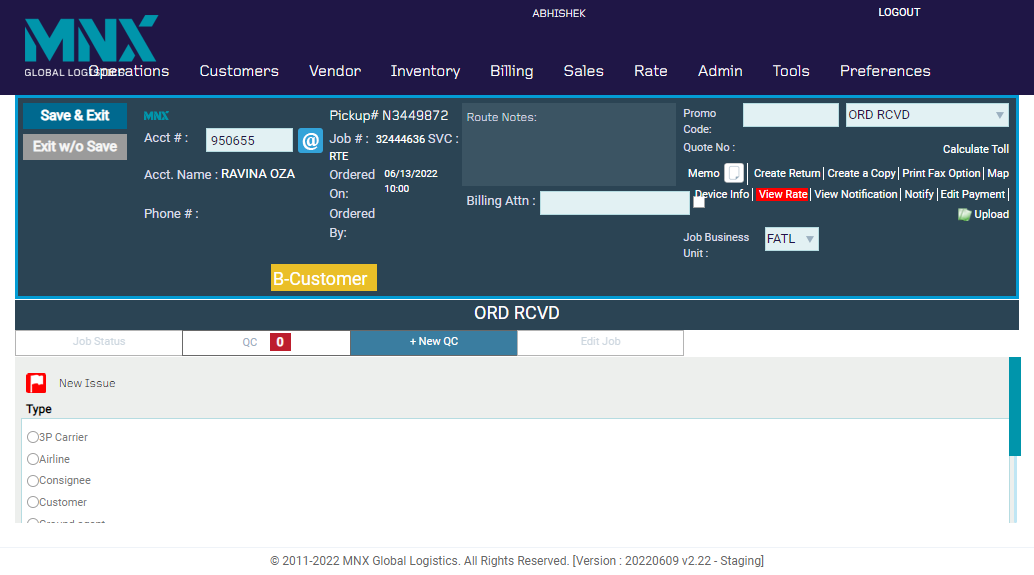 ABHISHEK
LOGOUT
MNX
GLOBAL LOGISTICS
Operations Customers Vendor Inventory Billing Sales Rate Admin Tools Preferences
Save & Exit
Exit w/o Save
MNX
Acct # : 950655 @
Acct. Name : RAVINA OZA
Phone # :
Pickup# N3449872
Job # : 32444636 SVC :
RTE
Ordered 06/13/2022
On: 10:00
Ordered
By:
Route Notes:
Billing Attn :
Promo
Code:
ORD RCVD
Quote No :
Calculate Toll
Memo Create Return Create a Copy Print Fax Option Map
Device Info View Rate View Notification Notify Edit Payment
Upload
Job Business
Unit :
FATL
B-Customer
ORD RCVD
Job Status
QC 0
+ New QC
Edit Job
New Issue
Type
3P Carrier
Airline
Consignee
Customer
Ground agent
© 2011-2022 MNX Global Logistics. All Rights Reserved. [Version : 20220609 v2.22 - Staging]